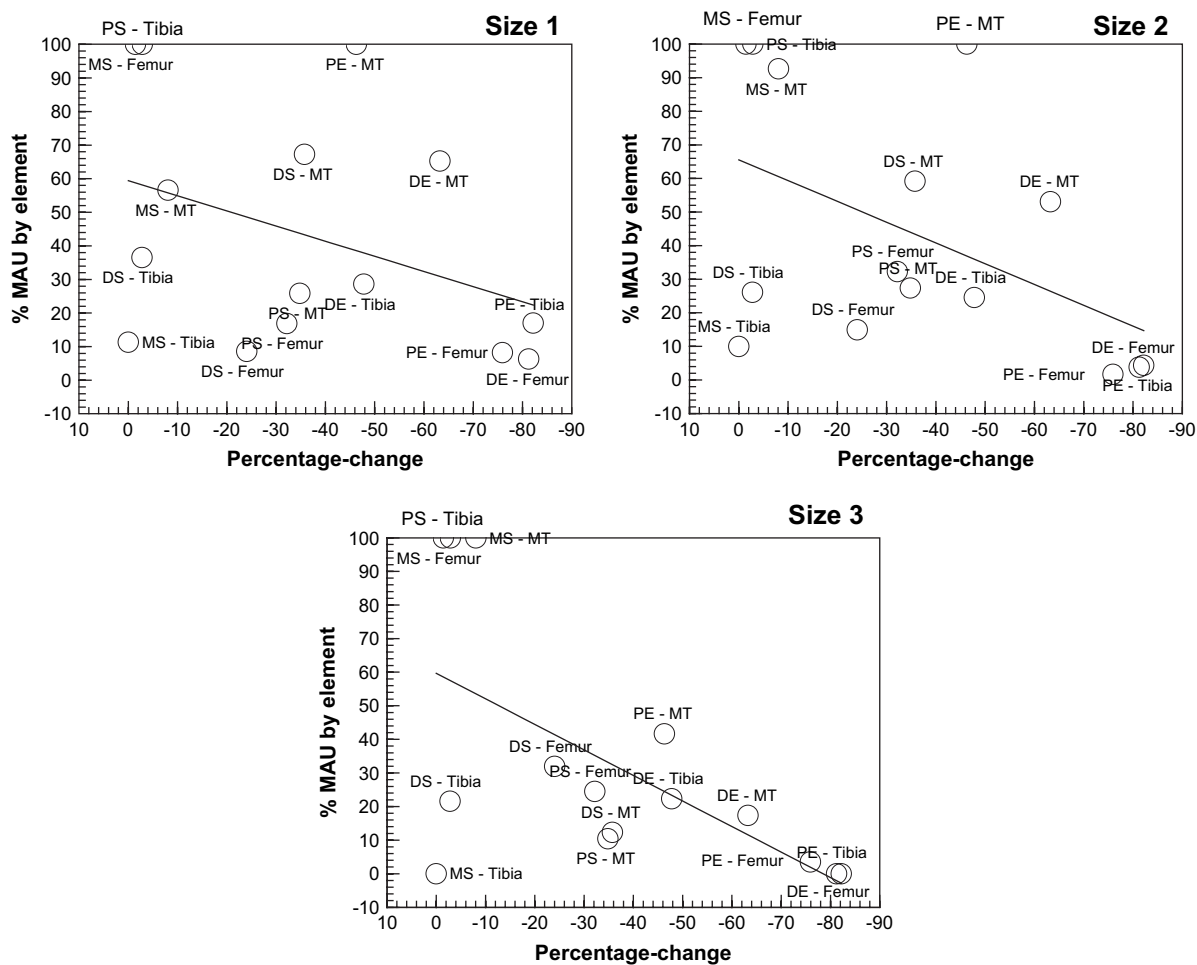 PS - Tibia
Size 1
100
MS - Femur
PE - MT
90
80
70
DS - MT
DE - MT
60
MS - MT
50
40
DS - Tibia
30
DE - Tibia
PE - Tibia
PS - MT
20
MS - Tibia
PS - Femur
PE - Femur
10
DS - Femur
DE - Femur
0
-10
10 0 -10 -20 -30 -40 -50 -60 -70 -80 -90
% MAU by element
Percentage-change
MS - Femur
PE - MT
Size 2
100
PS - Tibia
90
MS - MT
80
70
DS - MT
60
DE - MT
50
40
PS - Femur
DS - Tibia
PS - MT
DE - Tibia
30
20
DS - Femur
MS - Tibia
10
DE - Femur
PE - Femur
PE - Tibia
0
-10
10 0 -10 -20 -30 -40 -50 -60 -70 -80 -90
% MAU by element
Percentage-change
PS - Tibia
Size 3
100
MS - MT
MS - Femur
90
80
70
60
50
PE - MT
40
DS - Femur
PS - Femur
DE - Tibia
30
DS - Tibia
DE - MT
20
DS - MT
10
PS - MT
PE - Femur
PE - Tibia
0
MS - Tibia
DE - Femur
-10
10 0 -10 -20 -30 -40 -50 -60 -70 -80 -90
% MAU by element
Percentage-change